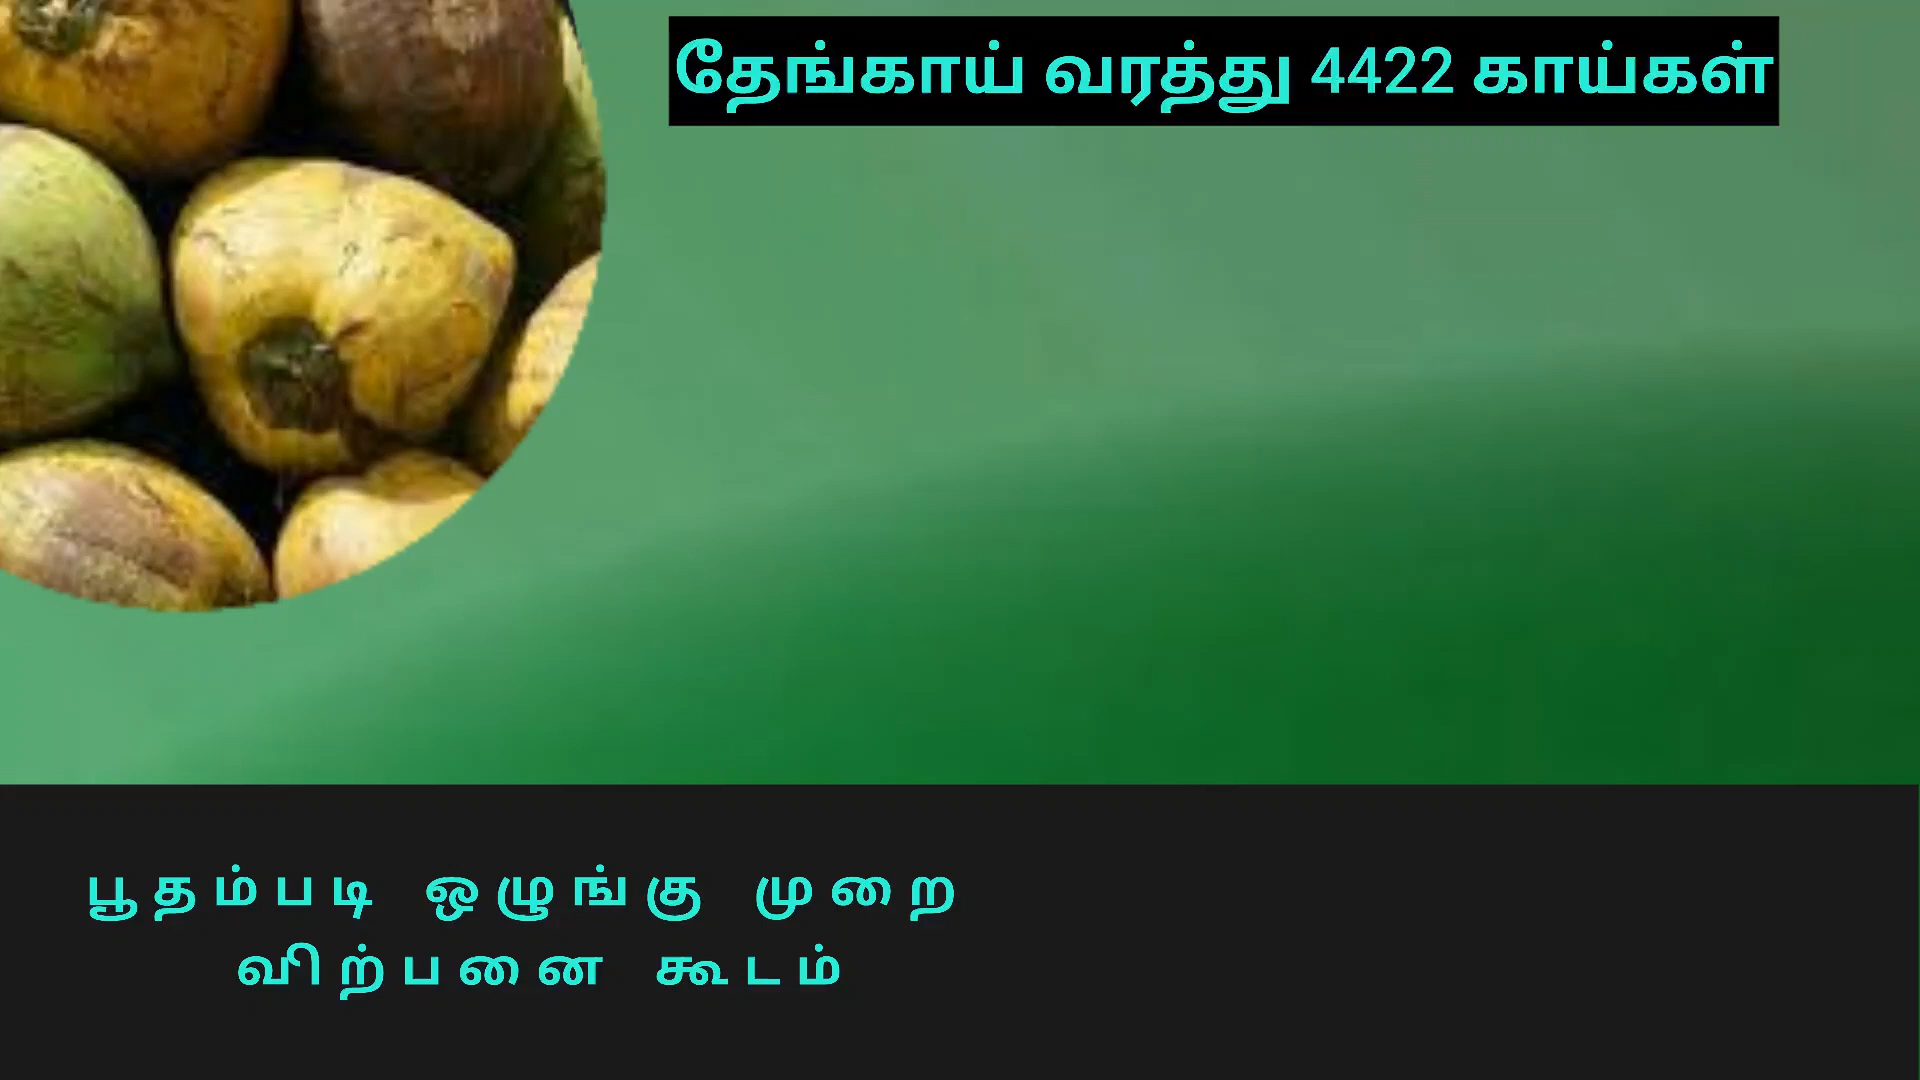 தேங்காய் வரத்து 4422 காய்கள்
பூதம்படி ஒழுங்கு முறை
விற்பனை கூடம்